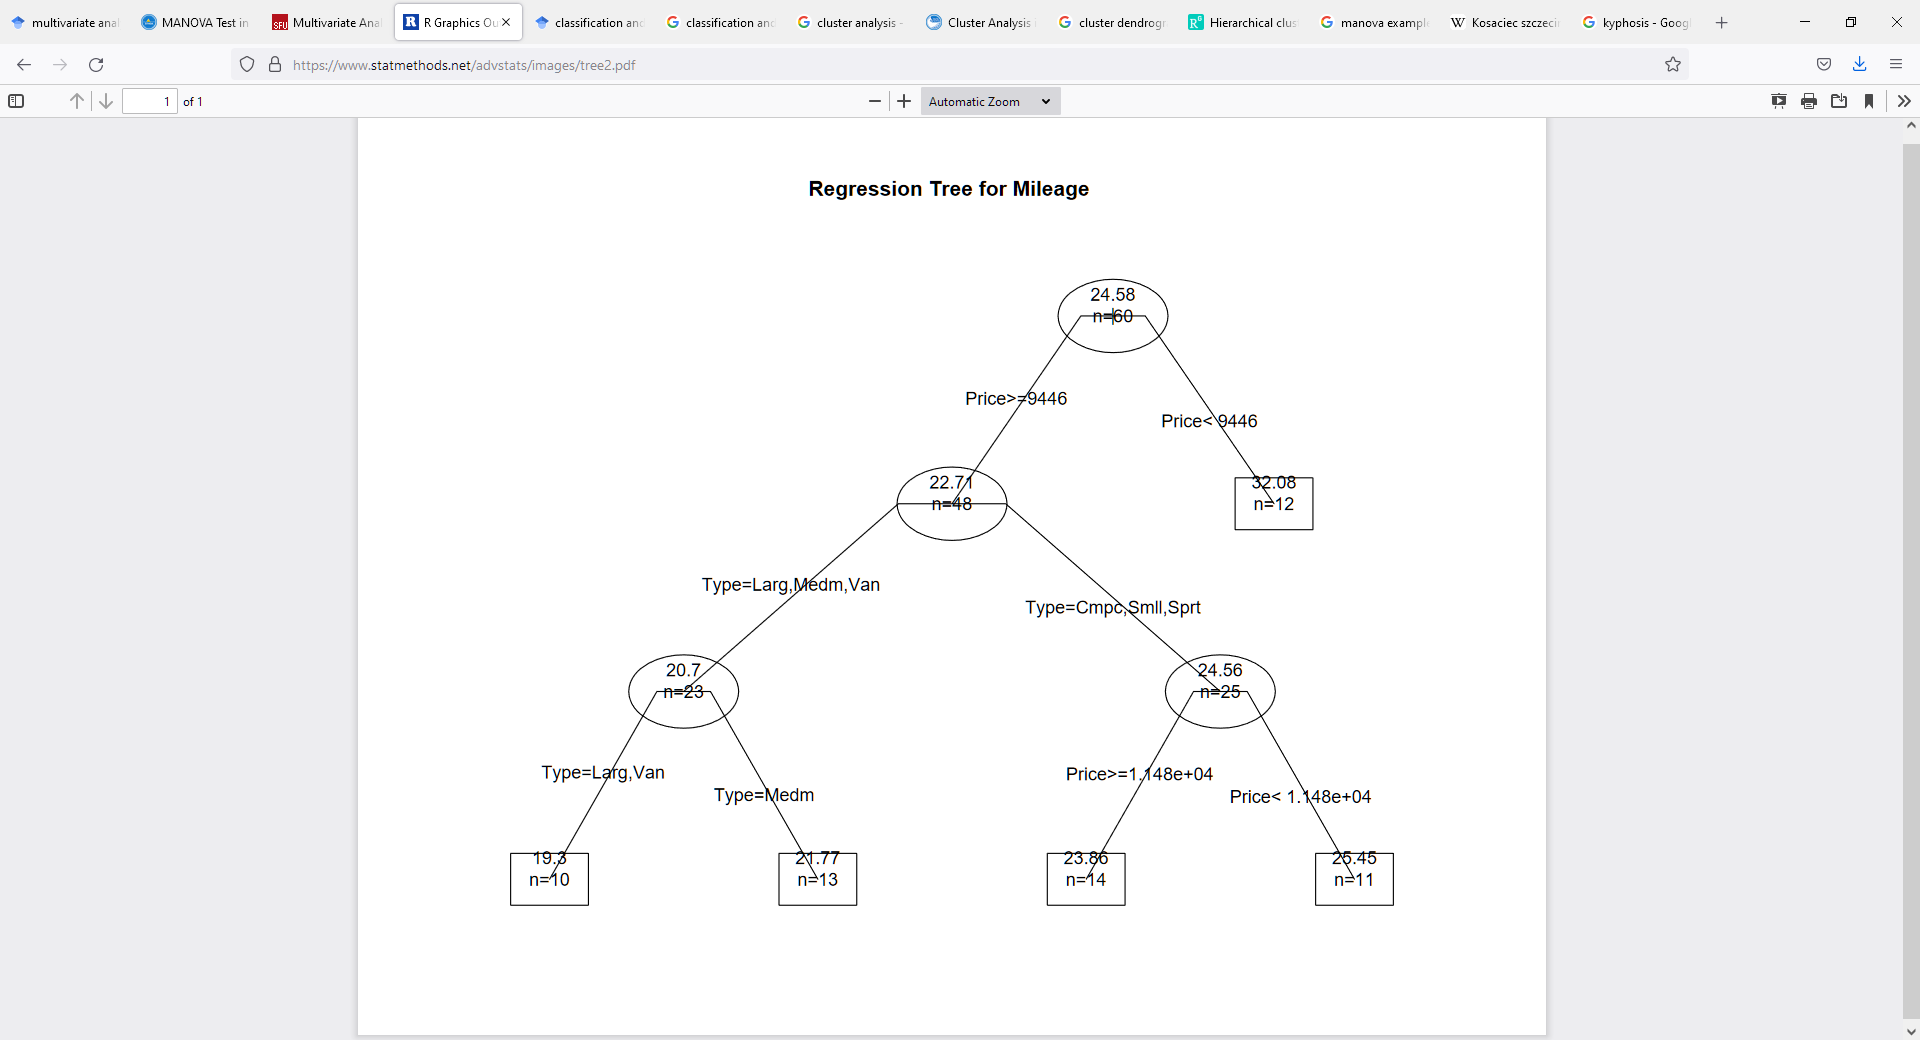 multivariate anal
MANOVA Test in
Multivariate Anal
R Graphics Ou
classification and
classification and
cluster analysis -
Cluster Analysis
cluster dendrogr
Hierarchical clus
manova example
Kosaciec szczeci
kyphosis - Googl
https://www.statmethods.net/advstats/images/tree2.pdf
1 of 1
Automatic Zoom
Regression Tree for Mileage
24.58
n=60
Price>=9446
Price< 9446
22.71
n=48
32.08
n=12
Type=Larg,Medm,Van
Type=Cmpc,Smll,Sprt
20.7
n=23
24.56
n=25
Type=Larg,Van
Type=Medm
Price>=1.148e+04
Price< 1.148e+04
19.3
n=10
21.77
n=13
23.86
n=14
25.45
n=11